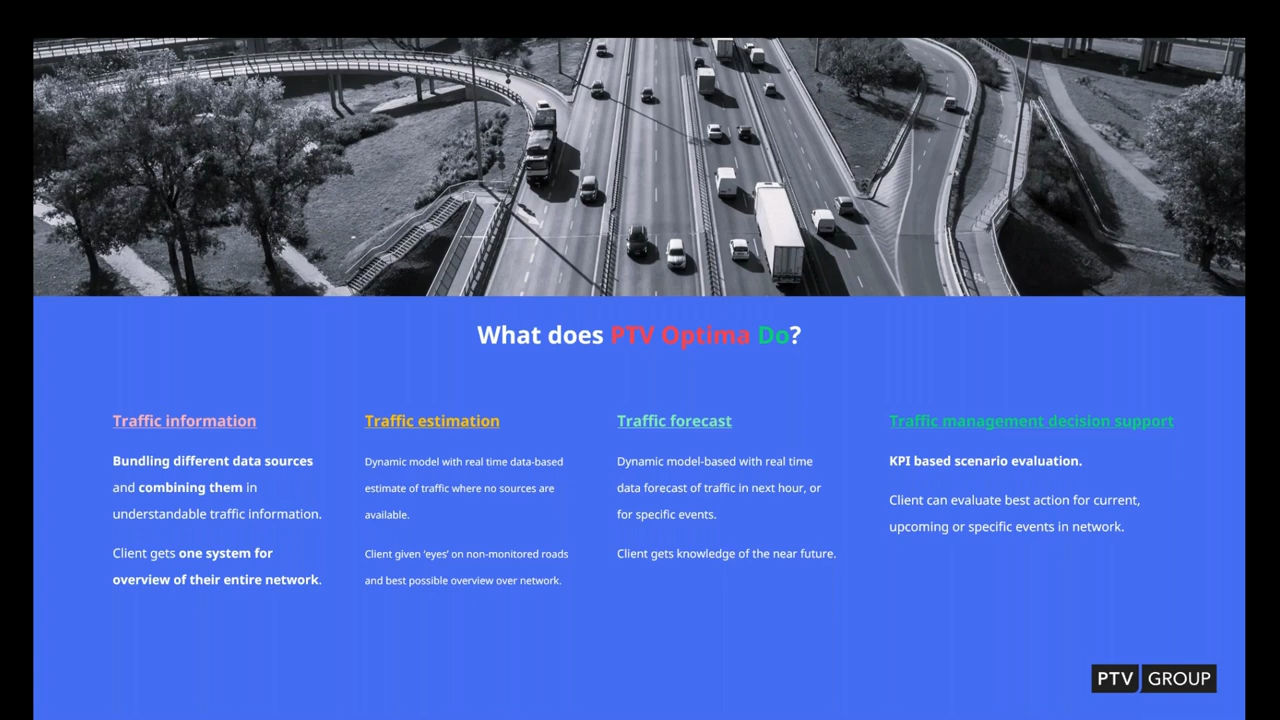 What does PTV Optima Do?
Traffic information
Bundling different data sources
and combining them in
understandable traffic information.
Client gets one system for
overview of their entire network.
Traffic estimation
Dynamic model with real time data-based
estimate of traffic where no sources are
available.
Client given ‘eyes’ on non-monitored roads
and best possible overview over network.
Traffic forecast
Dynamic model-based with real time
data forecast of traffic in next hour, or
for specific events.
Client gets knowledge of the near future.
Traffic management decision support
KPI based scenario evaluation.
Client can evaluate best action for current,
upcoming or specific events in network.
PTV GROUP